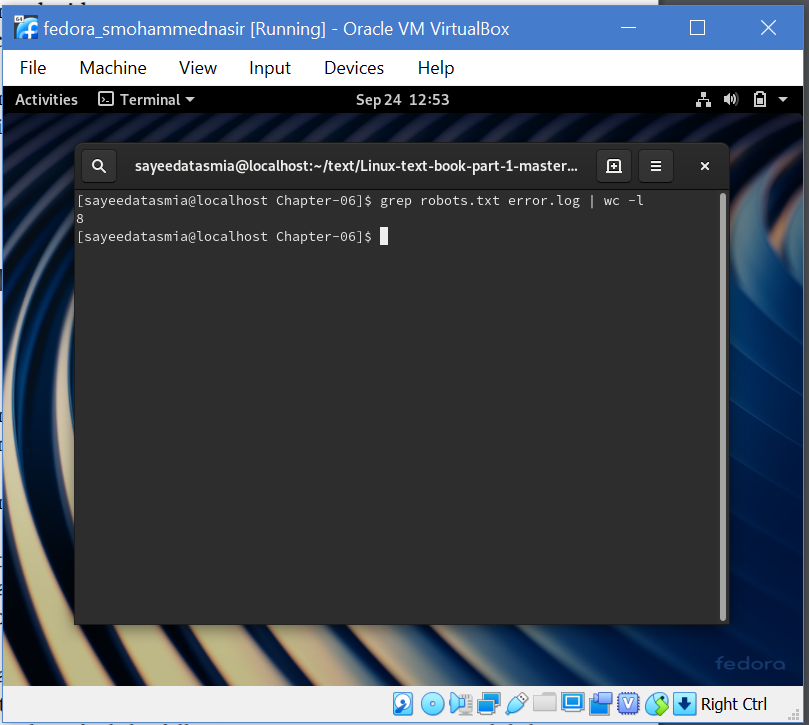 fedora_smohammednasir [Running] - Oracle VM VirtualBox
File Machine View Input Devices Help
Activities Terminal Sep 24 12:53
sayeedatasmia@localhost:~/text/Linux-text-book-part-1-master...
[sayeedatasmia@localhost Chapter-06]$ grep robots.txt error.log | wc -l
8
[sayeedatasmia@localhost Chapter-06]$
fedora
Right Ctrl